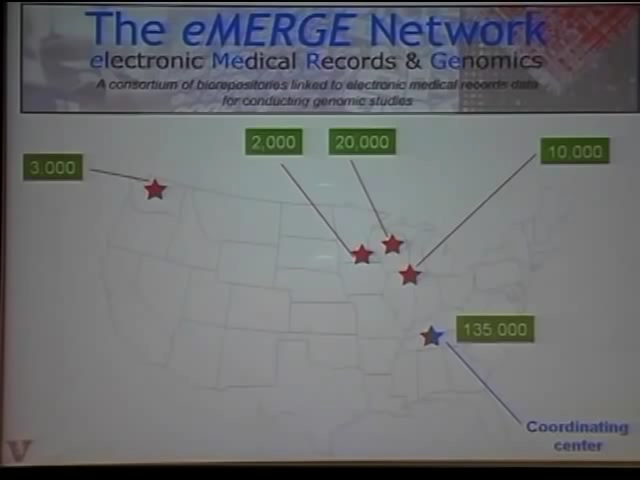 The eMERGE Network
electronic Medical Records & Genomics
A consortium of biorepositories linked to electronic medical records data
for conducting genomic studies
3,000
2,000
20,000
10,000
135,000
Coordinating
center
V